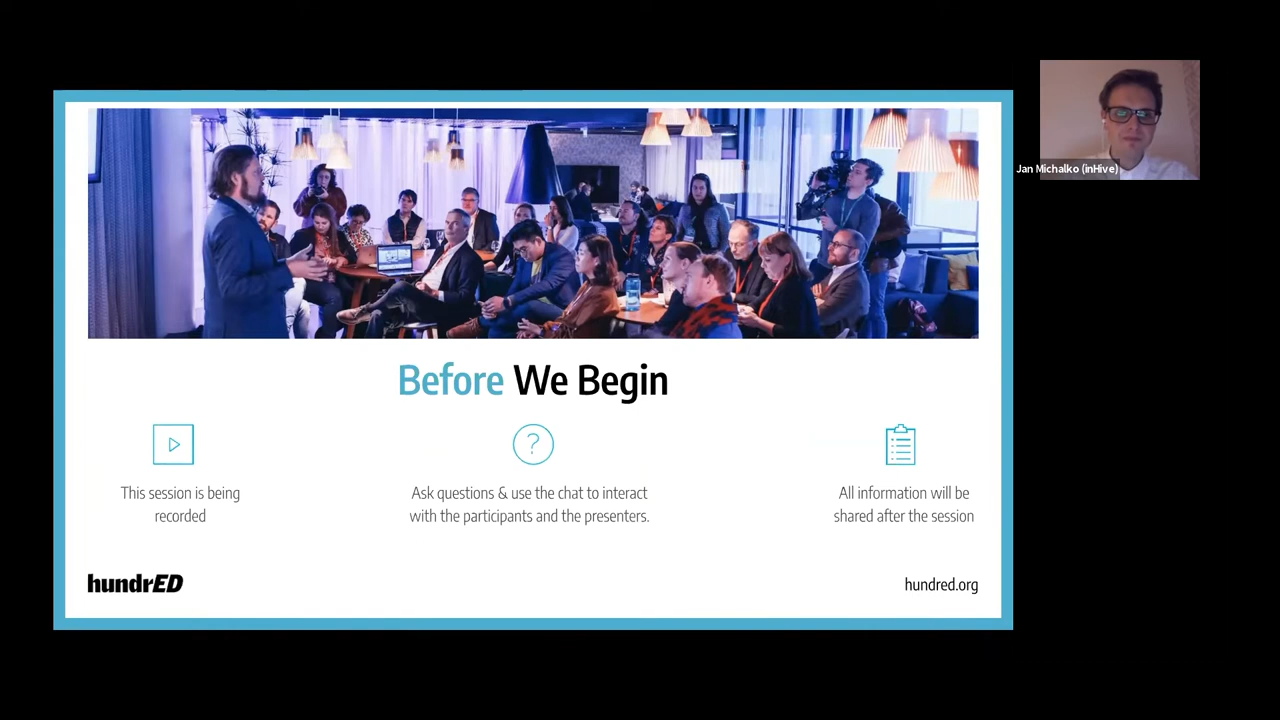 Jan Michalko (inHive)
Before We Begin
This session is being
recorded
Ask questions & use the chat to interact
with the participants and the presenters.
All information will be
shared after the session
hundrED
hundred.org